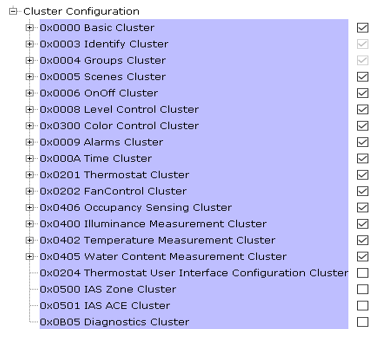 Cluster Configuration
0x0000 Basic Cluster
0x0003 Identify Cluster
0x0004 Groups Cluster
0x0005 Scenes Cluster
0x0006 OnOff Cluster
0x0008 Level Control Cluster
0x0300 Color Control Cluster
0x0009 Alarms Cluster
0x000A Time Cluster
0x0201 Thermostat Cluster
0x0202 FanControl Cluster
0x0406 Occupancy Sensing Cluster
0x0400 Illuminance Measurement Cluster
0x0402 Temperature Measurement Cluster
0x0405 Water Content Measurement Cluster
0x0204 Thermostat User Interface Configuration Cluster
0x0500 IAS Zone Cluster
0x0501 IAS ACE Cluster
0x0B05 Diagnostics Cluster